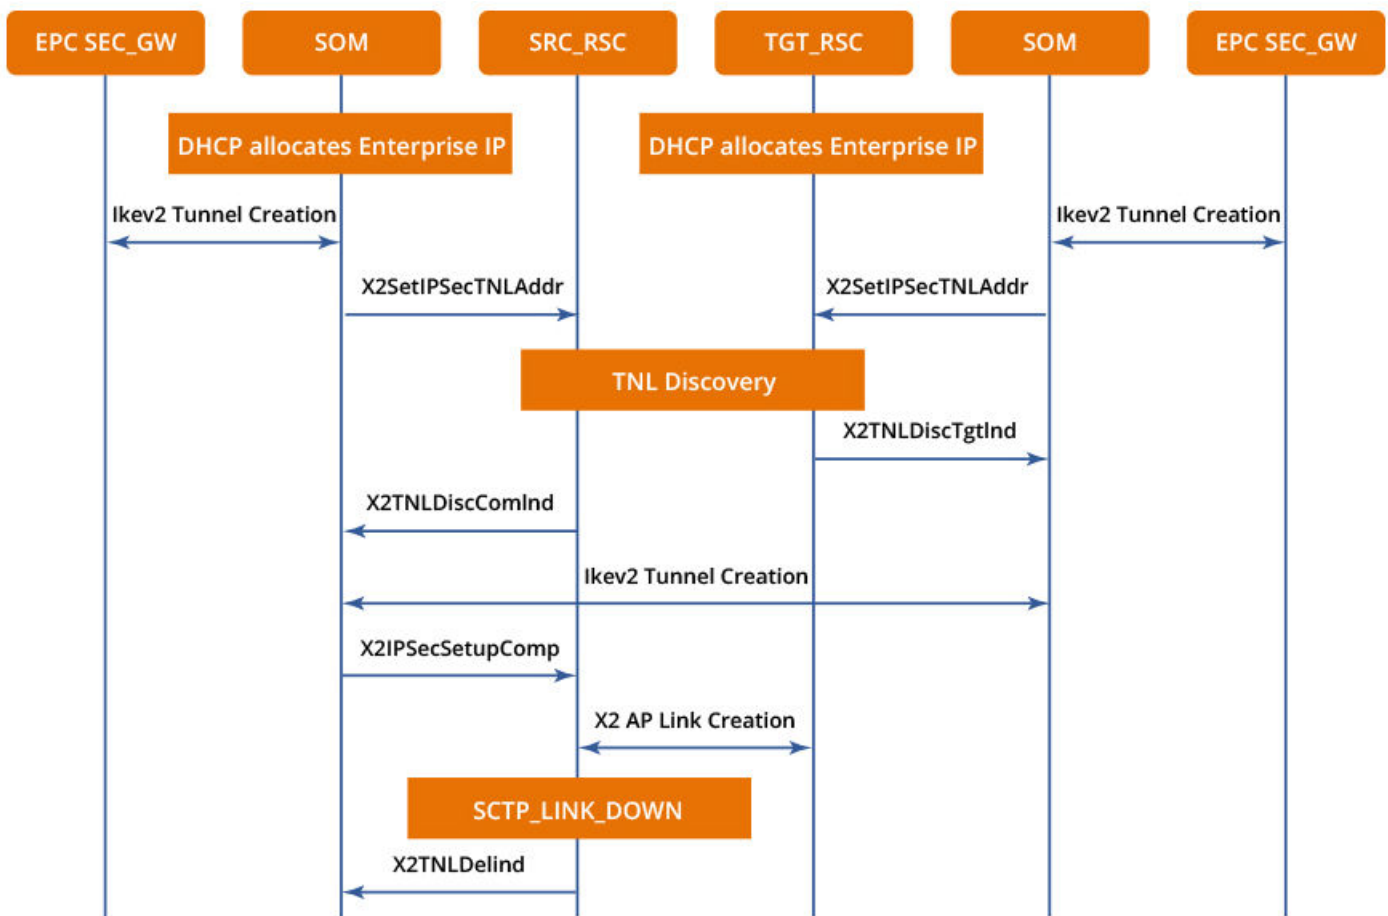 EPC SEC_GW
SOM
SRC_RSC
TGT_RSC
SOM
EPC SEC_GW
DHCP allocates Enterprise IP
DHCP allocates Enterprise IP
Ikev2 Tunnel Creation
Ikev2 Tunnel Creation
X2SetIPSecTNLAddr
X2SetIPSecTNLAddr
TNL Discovery
X2TNLDiscTgtInd
X2TNLDiscComInd
Ikev2 Tunnel Creation
X2IPSecSetupComp
X2 AP Link Creation
SCTP_LINK_DOWN
X2TNLDelind